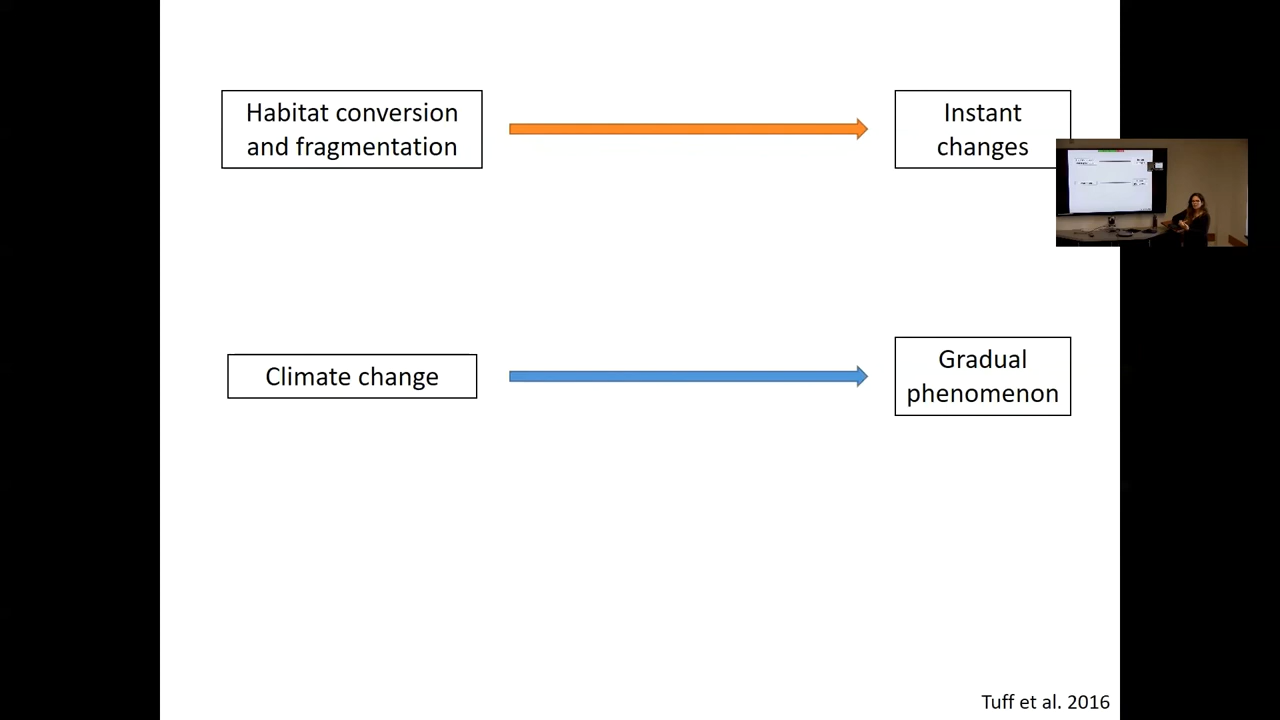 Habitat conversion
and fragmentation
Instant
changes
Climate change
Gradual
phenomenon
Tuff et al. 2016